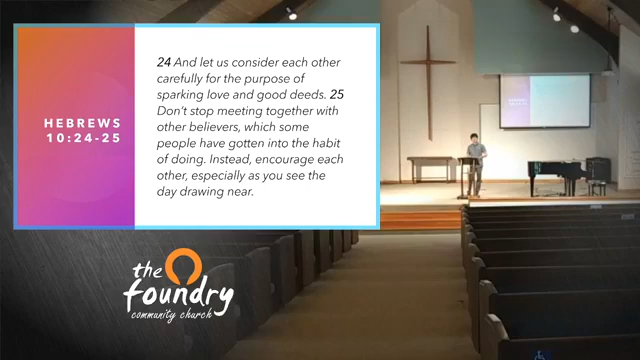 HEBREWS
10:24-25
24 And let us consider each other
carefully for the purpose of
sparking love and good deeds. 25
Don't stop meeting together with
other believers, which some
people have gotten into the habit
of doing. Instead, encourage each
other, especially as you see the
day drawing near.
the
foundry
community church